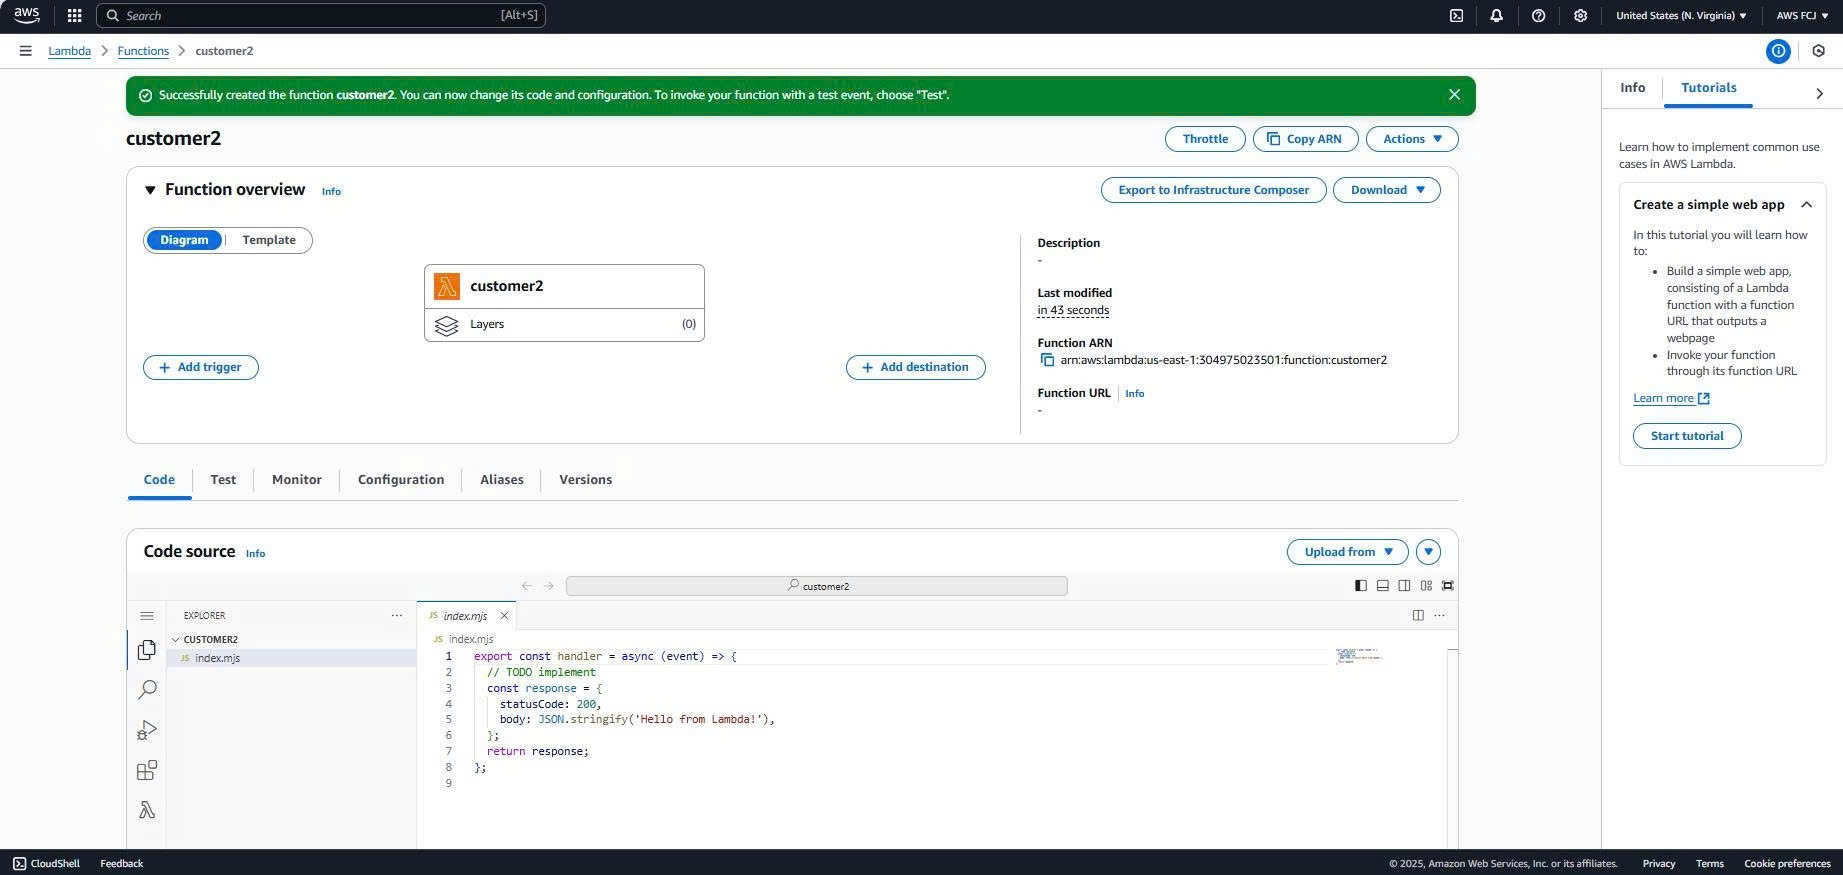 aws
Search [Alt+S]
United States (N. Virginia)
AWS FCJ
Lambda > Functions > customer2
Successfully created the function customer2. You can now change its code and configuration. To invoke your function with a test event, choose "Test".
customer2
Throttle
Copy ARN
Actions
Function overview Info
Export to Infrastructure Composer
Download
Diagram
Template
customer2
Layers (0)
+ Add trigger
+ Add destination
Description
-
Last modified
in 43 seconds
Function ARN
arn:aws:lambda:us-east-1:304975023501:function:customer2
Function URL Info
-
Code
Test
Monitor
Configuration
Aliases
Versions
Code source Info
Upload from
customer2
EXPLORER
CUSTOMER2
JS index.mjs
JS index.mjs
JS index.mjs
1 export const handler = async (event) => {
2 // TODO implement
3 const response = {
4 statusCode: 200,
5 body: JSON.stringify('Hello from Lambda!'),
6 };
7 return response;
8 };
9
Info
Tutorials
Learn how to implement common use
cases in AWS Lambda.
Create a simple web app
In this tutorial you will learn how
to:
• Build a simple web app,
consisting of a Lambda
function with a function
URL that outputs a
webpage
• Invoke your function
through its function URL
Learn more
Start tutorial
CloudShell
Feedback
© 2025, Amazon Web Services, Inc. or its affiliates.
Privacy
Terms
Cookie preferences